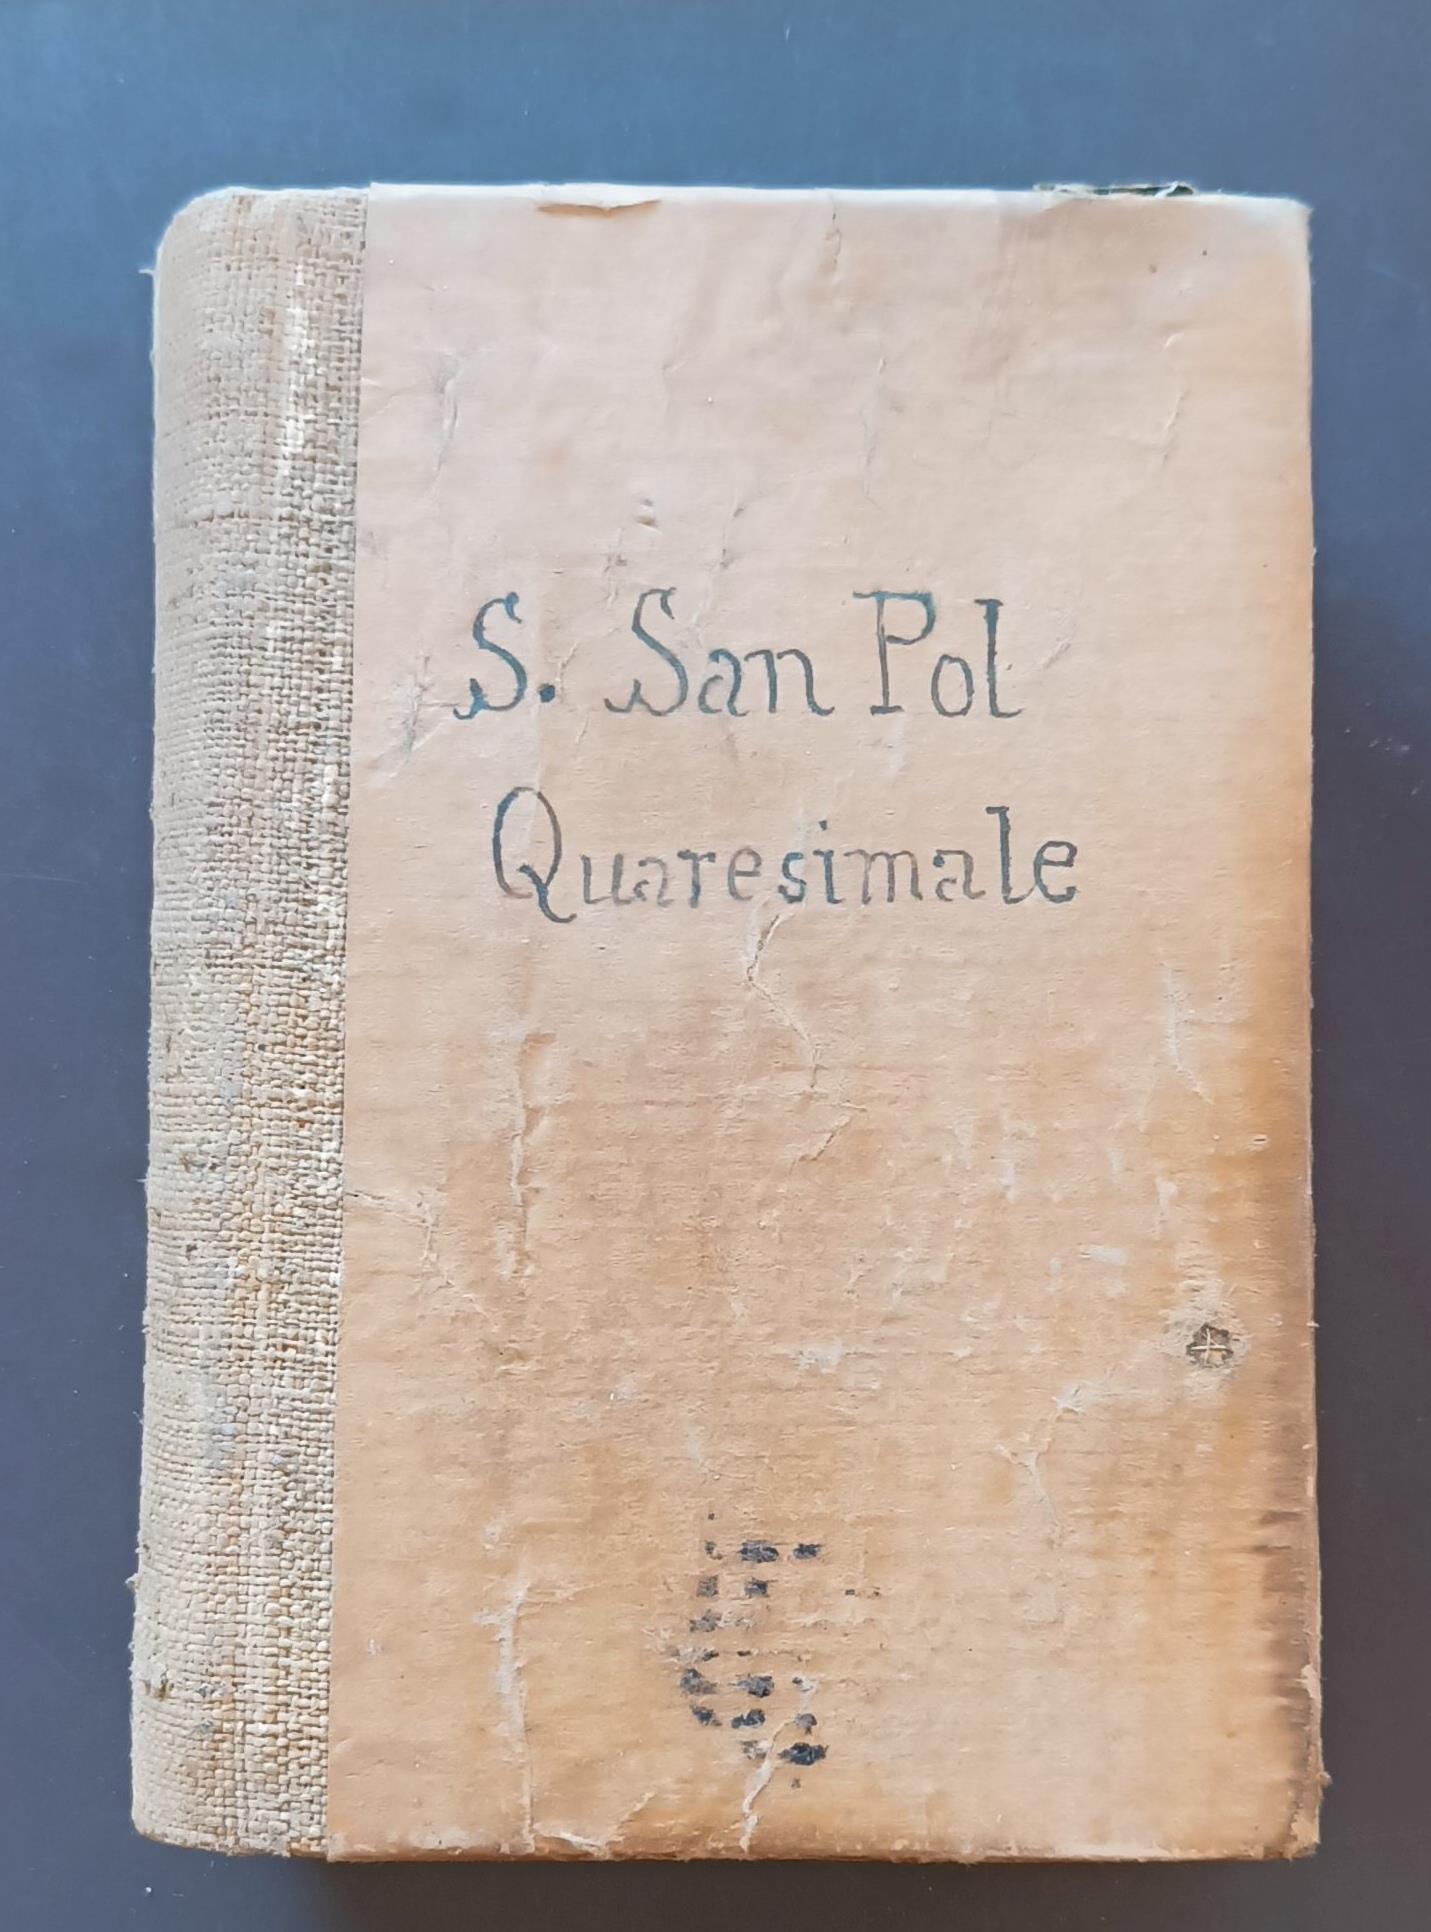 S. San Pol
Quaresimale